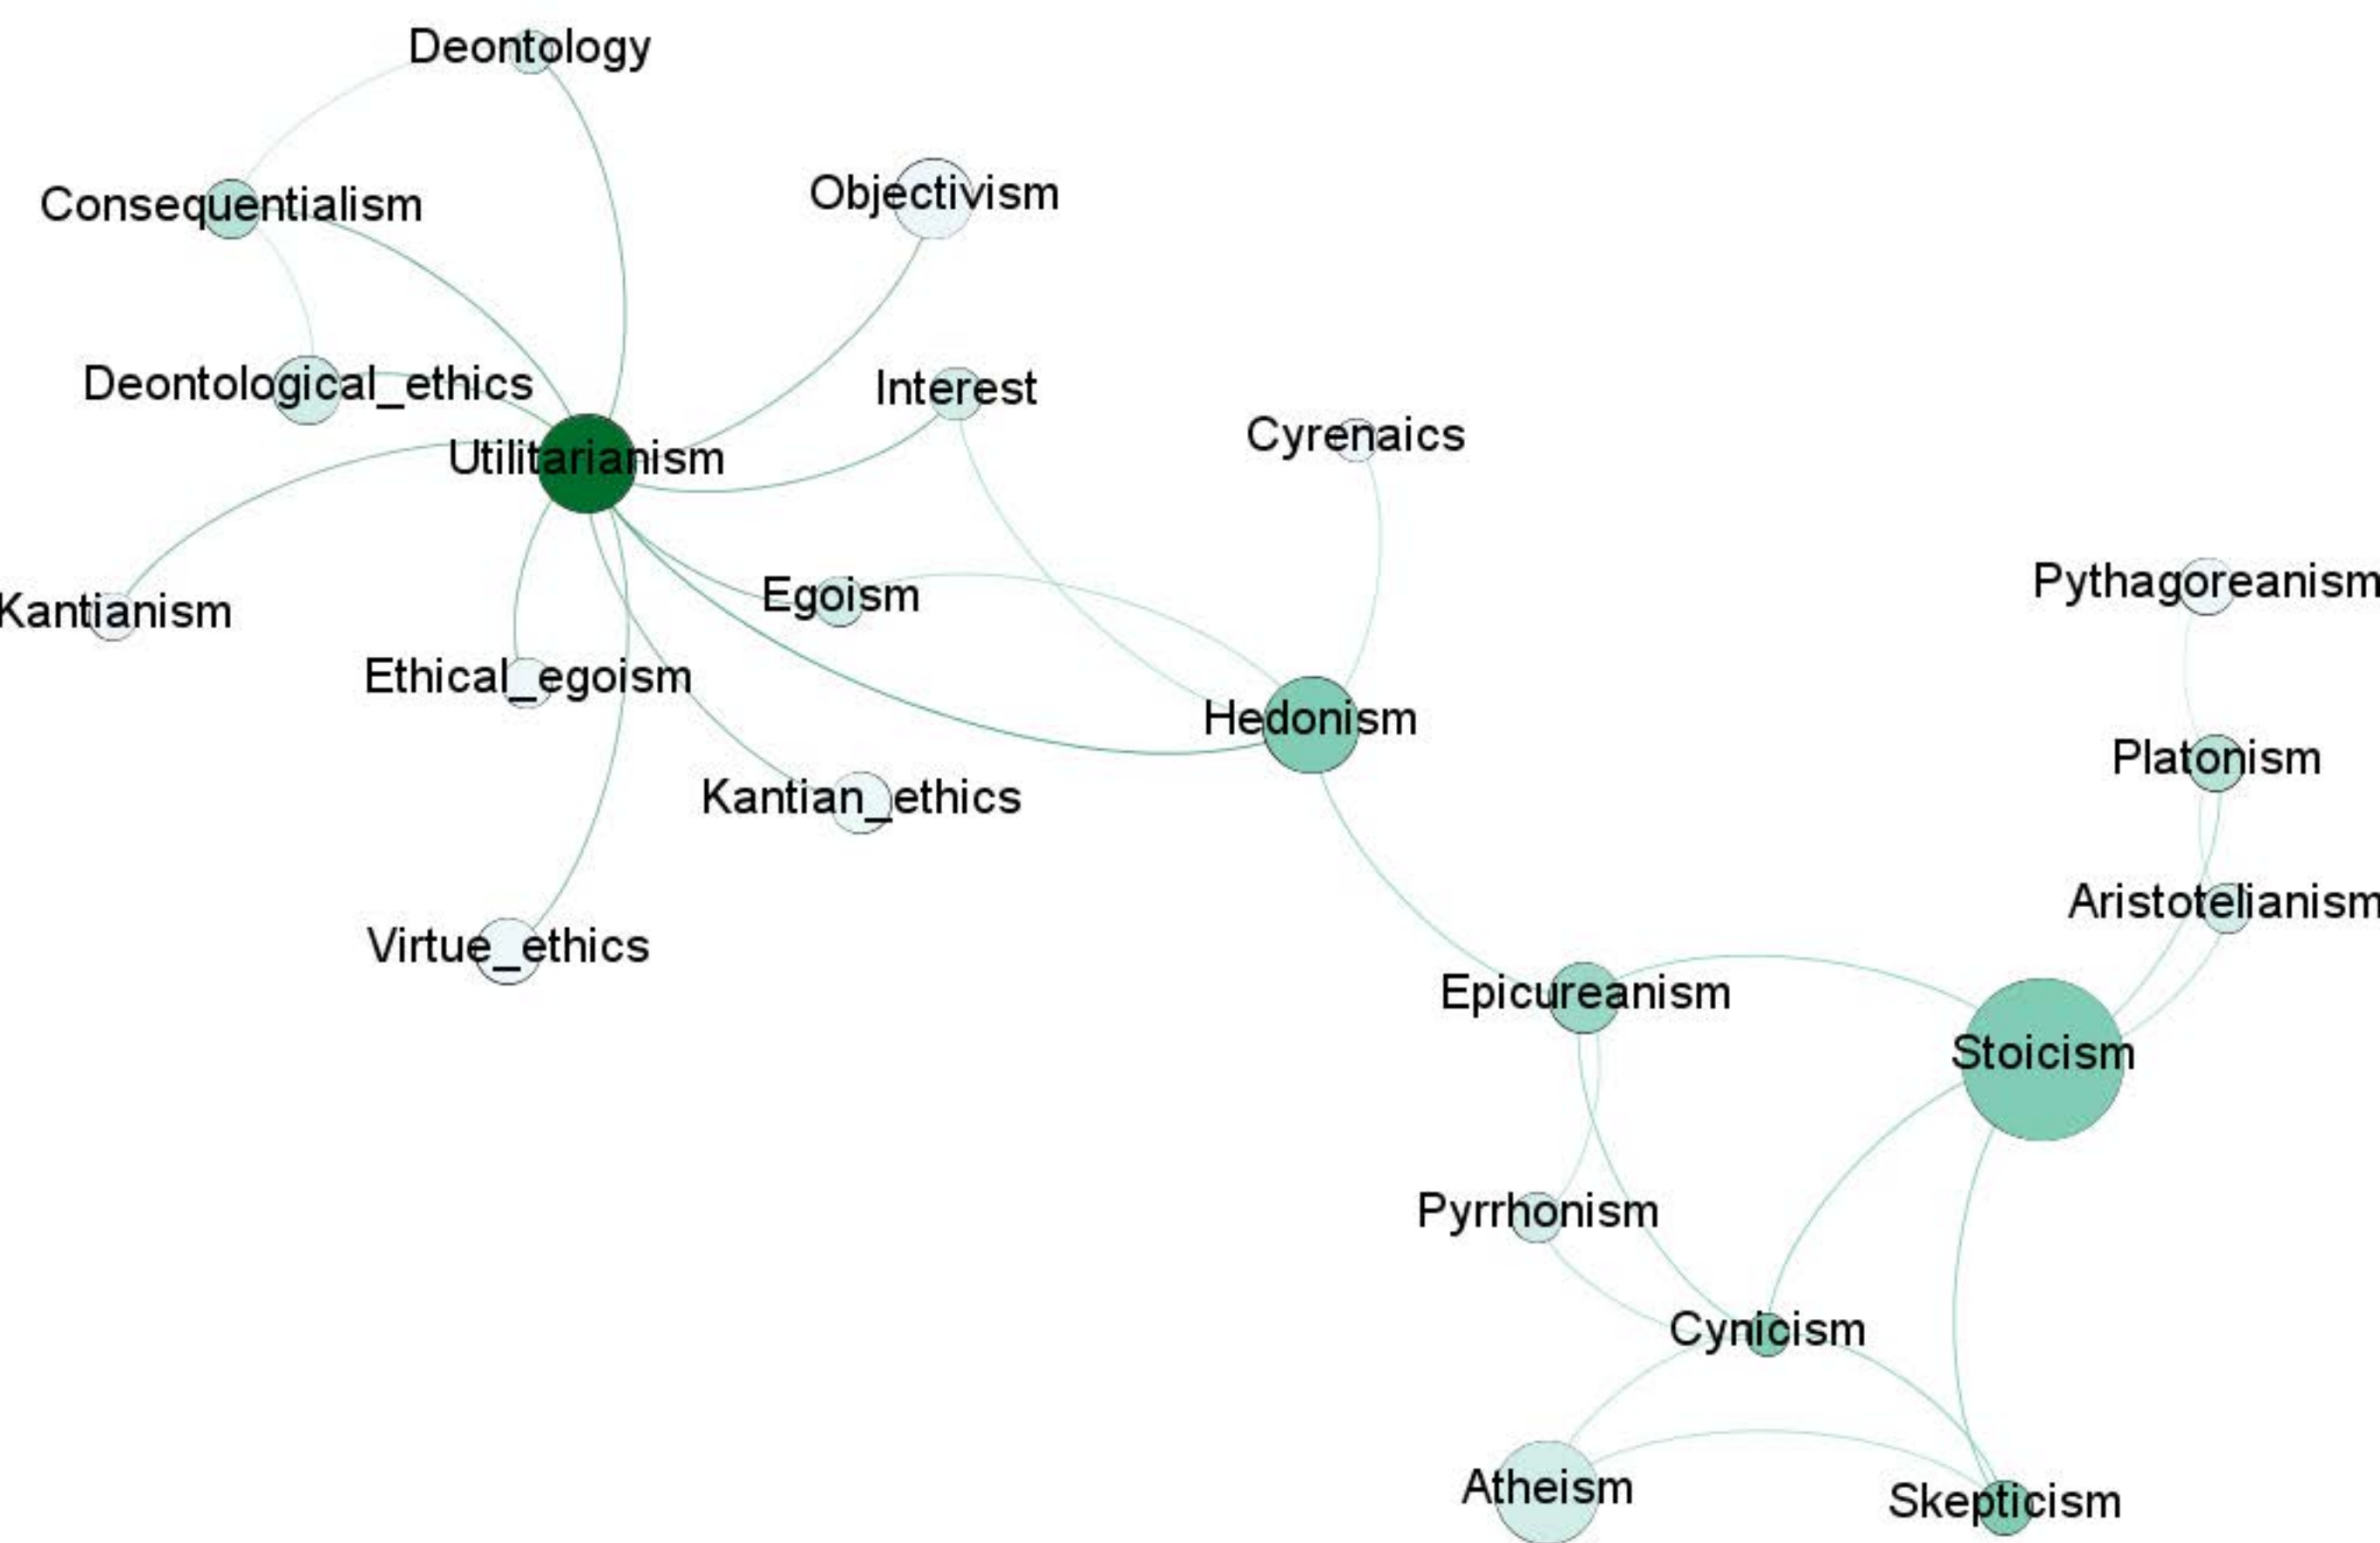 Deontology
Objectivism
Consequentialism
Deontological_ethics
Interest
Cyrenaics
Utilitarianism
Kantianism
Egoism
Pythagoreanism
Ethical_egoism
Hedonism
Platonism
Kantian_ethics
Aristotelianism
Virtue_ethics
Epicureanism
Stoicism
Pyrrhonism
Cynicism
Atheism
Skepticism